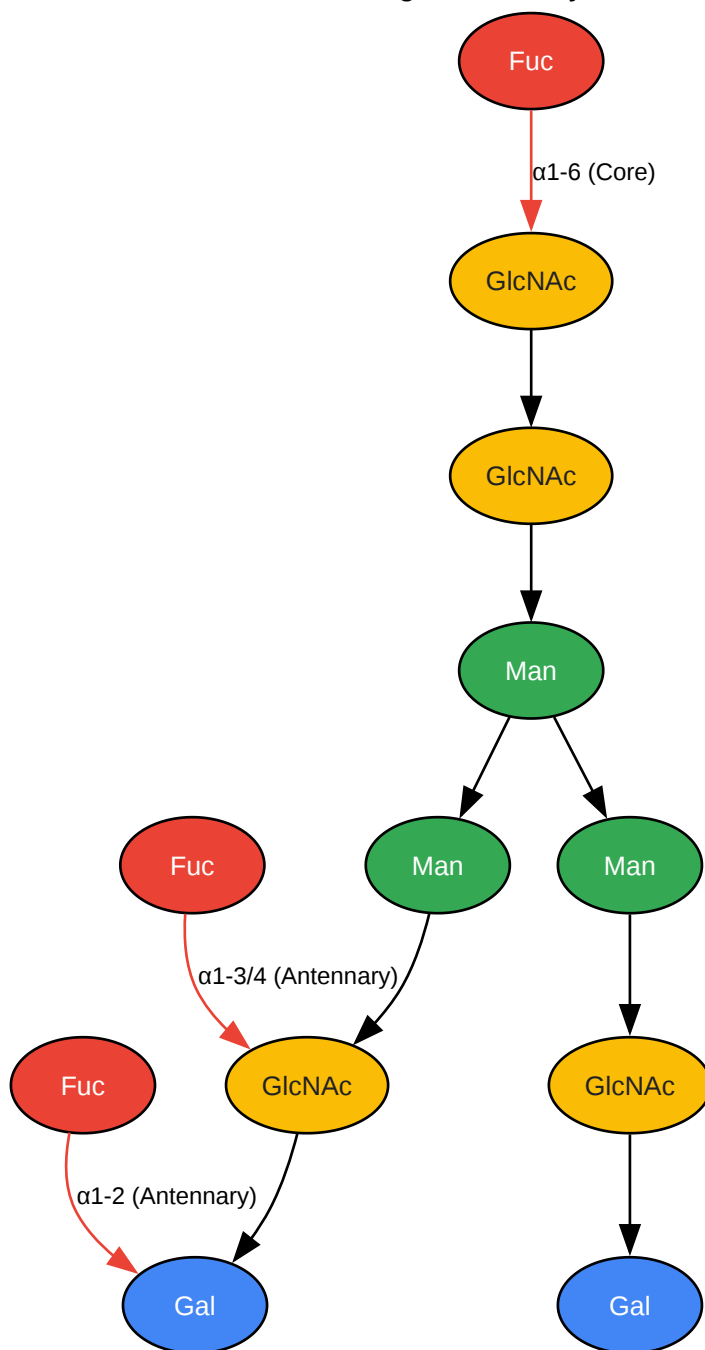 Fuc
α1-6 (Core)
GlcNAc
GlcNAc
Man
Fuc
Man
Man
α1-3/4 (Antennary)
Fuc
GlcNAc
GlcNAc
α1-2 (Antennary)
Gal
Gal